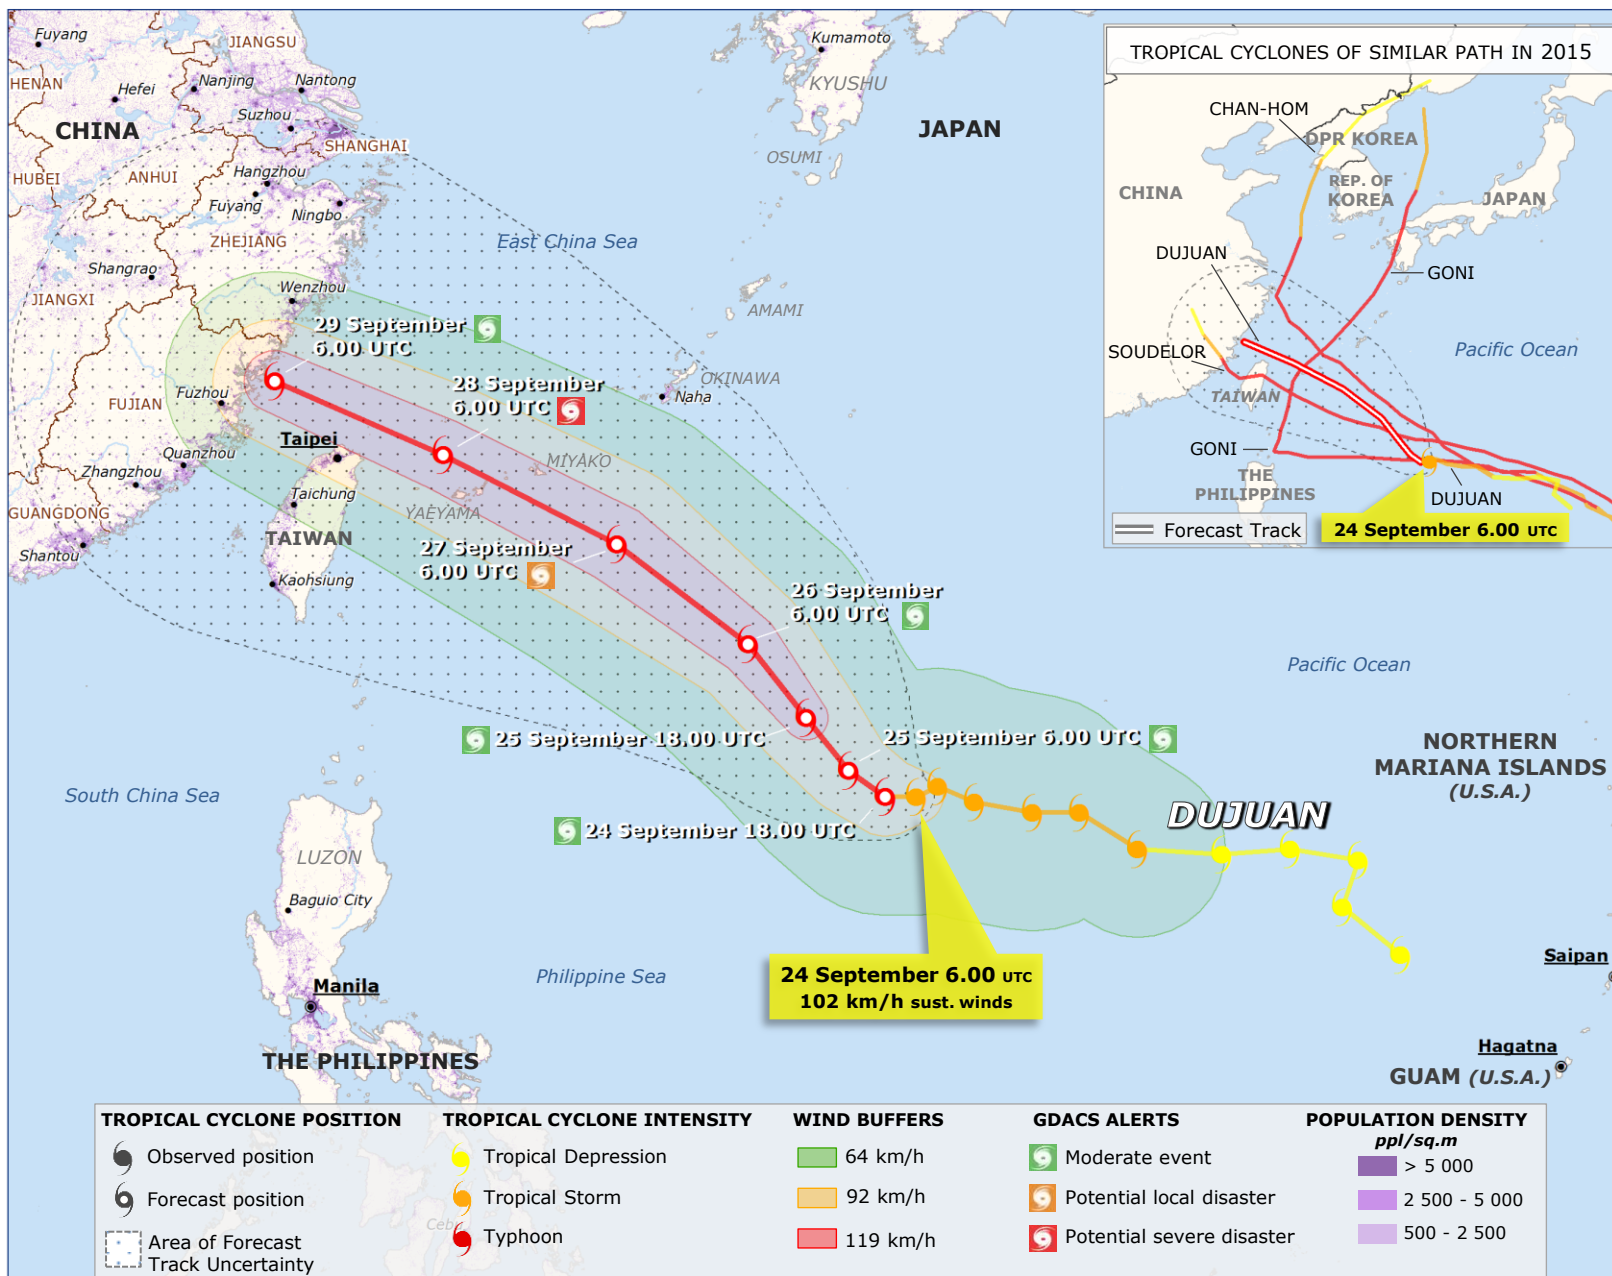 Fuyang
JIANGSU
HENAN
Hefei
Nanjing
Nantong
CHINA
Suzhou
SHANGHAI
HUBEI
ANHUI
Hangzhou
Fuyang
Ningbo
ZHEJIANG
Shangrao
JIANGXI
Wenzhou
Kumamoto
KYUSHU
JAPAN
OSUMI
East China Sea
AMAMI
29 September
6.00 UTC
28 September
6.00 UTC
OKINAWA
Naha
Fuzhou
FUJIAN
Taipei
Quanzhou
Zhangzhou
Taichung
GUANGDONG
TAIWAN
Shantou
Kaohsiung
MIYAKO
YAEYAMA
27 September
6.00 UTC
26 September
6.00 UTC
25 September 18.00 UTC
25 September 6.00 UTC
24 September 18.00 UTC
DUJUAN
24 September 6.00 UTC
102 km/h sust. winds
Pacific Ocean
NORTHERN
MARIANA ISLANDS
(U.S.A.)
South China Sea
LUZON
Baguio City
Philippine Sea
Manila
THE PHILIPPINES
Saipan
Hagatna
GUAM (U.S.A.)
Cebu
TROPICAL CYCLONES OF SIMILAR PATH IN 2015
CHAN-HOM
DPR KOREA
CHINA
REP. OF
KOREA
JAPAN
DUJUAN
GONI
SOUDELOR
Pacific Ocean
TAIWAN
GONI
THE
PHILIPPINES
DUJUAN
Forecast Track
24 September 6.00 UTC
TROPICAL CYCLONE POSITION
Observed position
Forecast position
Area of Forecast
Track Uncertainty
TROPICAL CYCLONE INTENSITY
Tropical Depression
Tropical Storm
Typhoon
WIND BUFFERS
64 km/h
92 km/h
119 km/h
GDACS ALERTS
Moderate event
Potential local disaster
Potential severe disaster
POPULATION DENSITY
ppl/sq.m
> 5 000
2 500 - 5 000
500 - 2 500